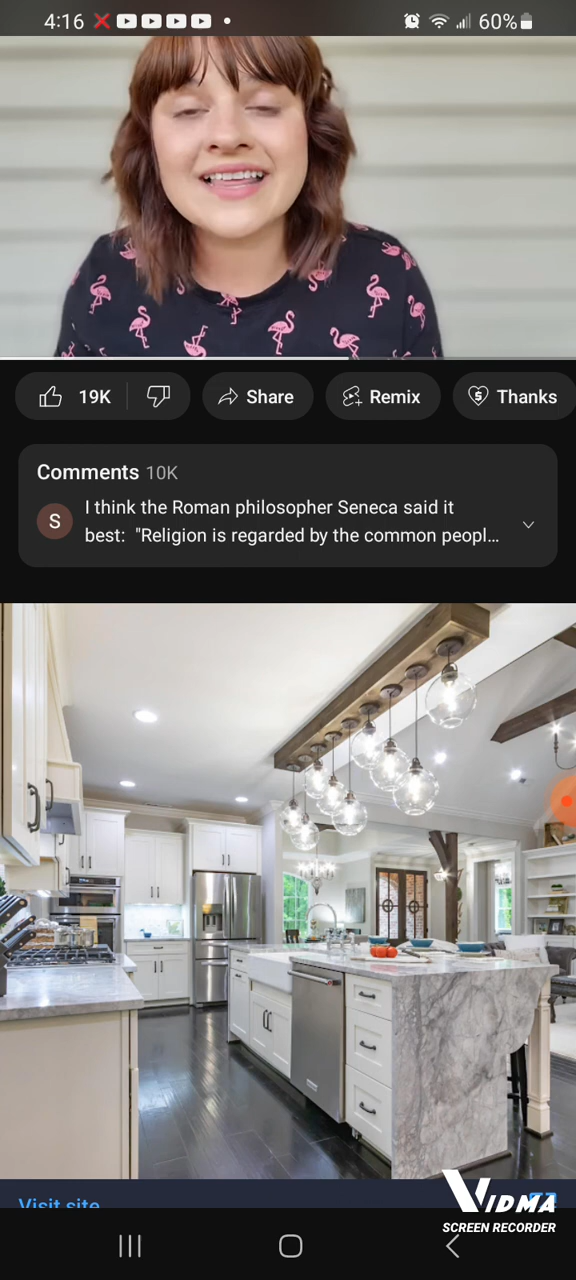 4:16
60%
19K
Share
Remix
Thanks
Comments 10K
S
I think the Roman philosopher Seneca said it
best: "Religion is regarded by the common peopl...
Visit site
VIDMA
SCREEN RECORDER